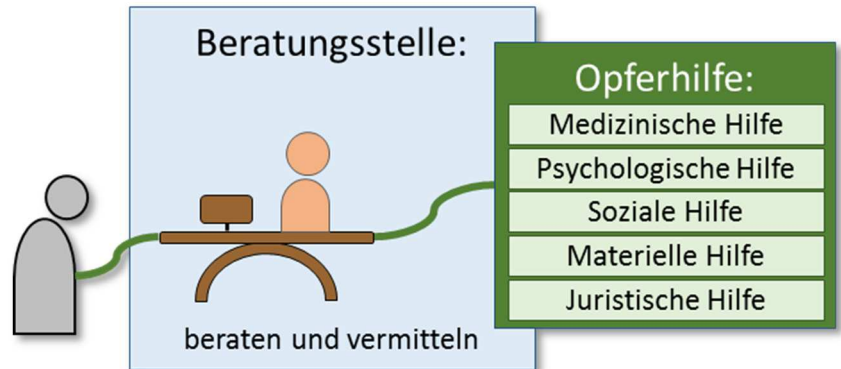 Beratungsstelle:
Opferhilfe:
Medizinische Hilfe
Psychologische Hilfe
Soziale Hilfe
Materielle Hilfe
Juristische Hilfe
beraten und vermitteln